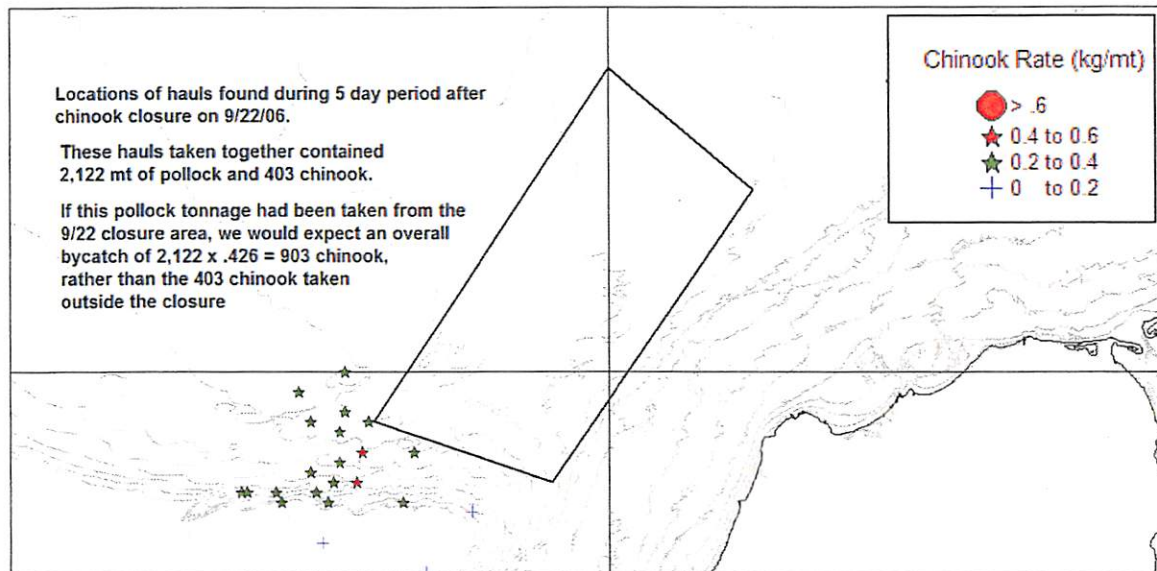 Locations of hauls found during 5 day period after
chinook closure on 9/22/06.
These hauls taken together contained
2,122 mt of pollock and 403 chinook.
If this pollock tonnage had been taken from the
9/22 closure area, we would expect an overall
bycatch of 2,122 x .426 = 903 chinook,
rather than the 403 chinook taken
outside the closure
Chinook Rate (kg/mt)
> .6
0.4 to 0.6
0.2 to 0.4
0 to 0.2